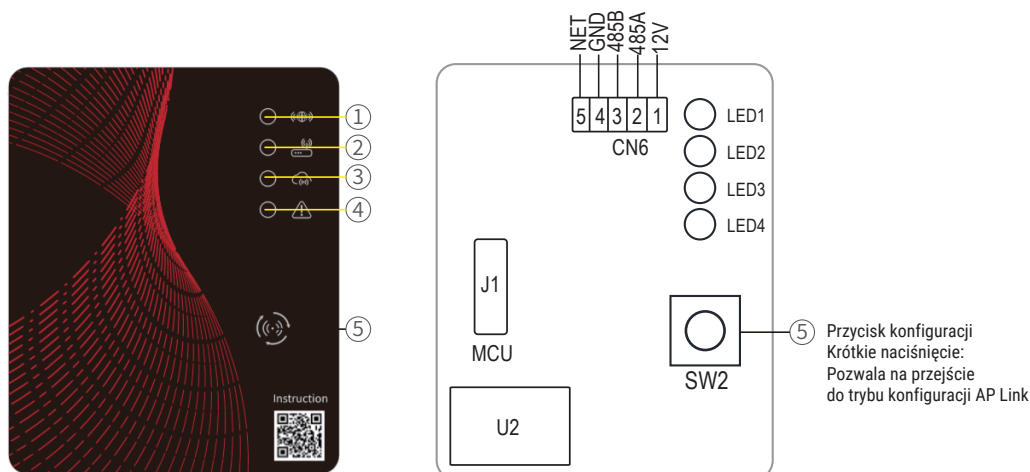 ①
②
③
④
⑤
Instruction
NET
GND
485B
485A
12V
5 4 3 2 1
CN6
LED1
LED2
LED3
LED4
J1
MCU
SW2
U2
⑤ Przycisk konfiguracji
Krótkie naciśnięcie:
Pozwala na przejście
do trybu konfiguracji AP Link